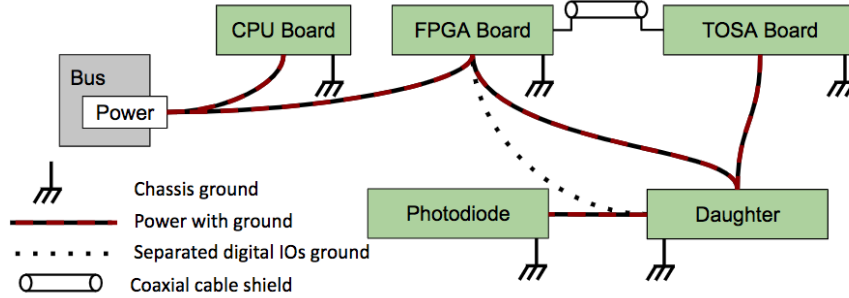 CPU Board
FPGA Board
TOSA Board
Bus
Power
Chassis ground
Power with ground
Separated digital IOs ground
Coaxial cable shield
Photodiode
Daughter